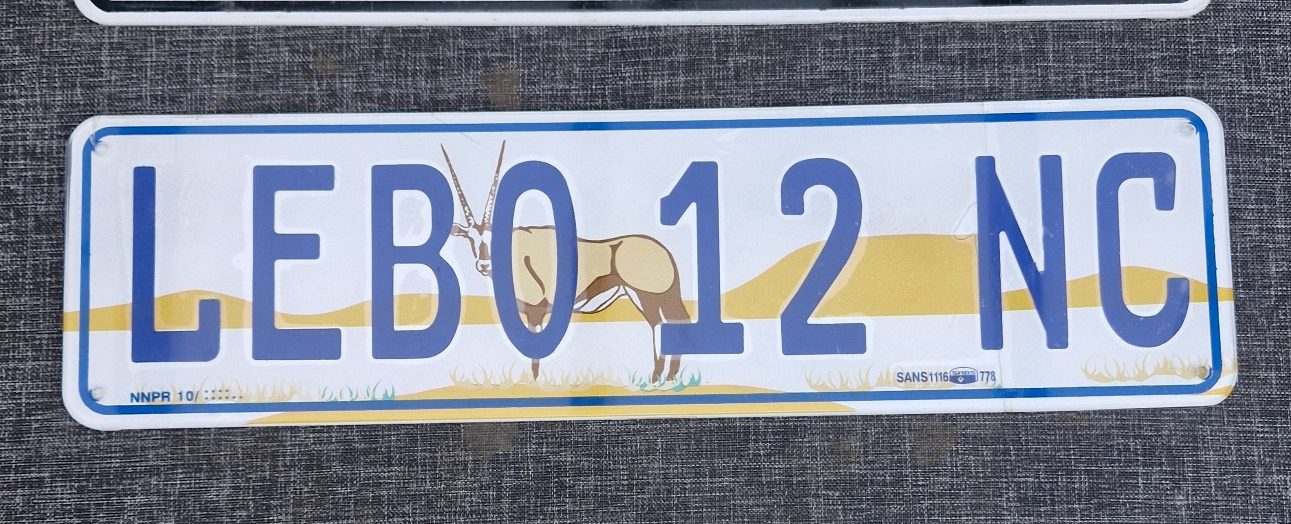 LEBO 12 NC
NNPR 10/
SANS1116 778